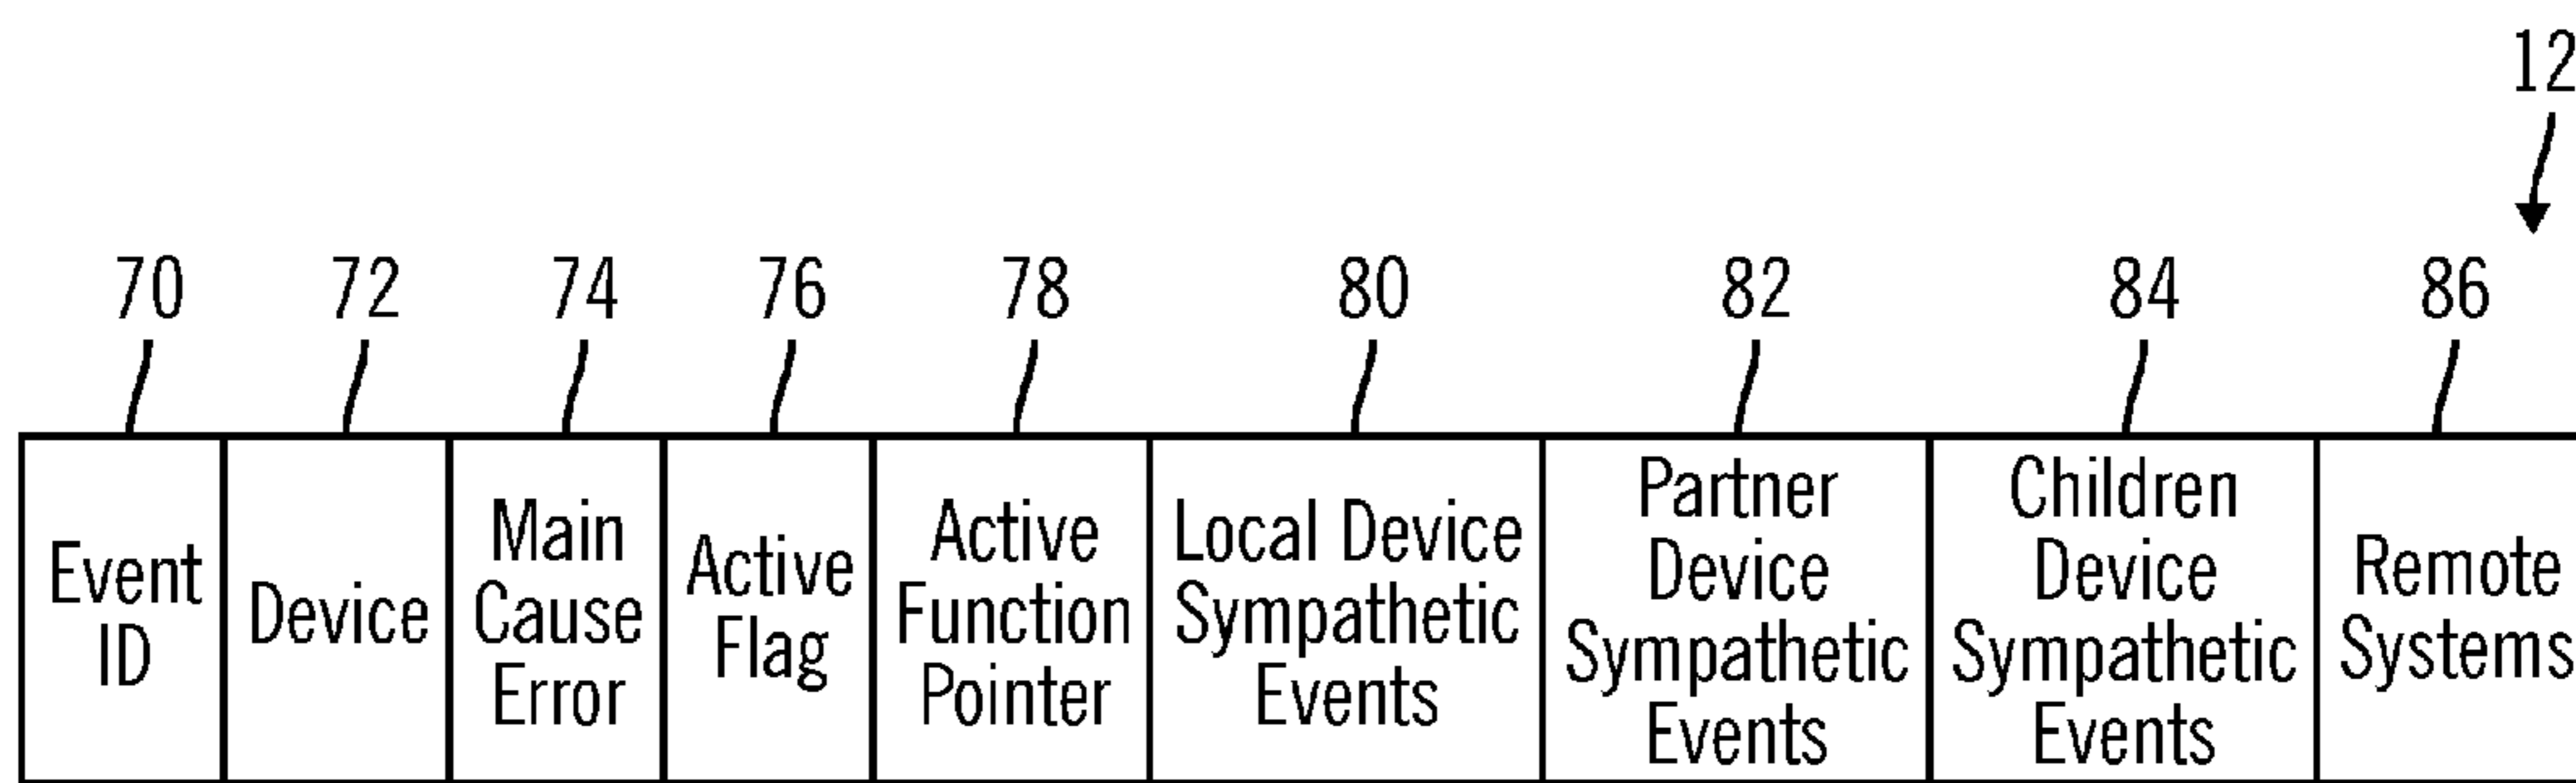 12
70 72 74 76 78 80 82 84 86
Event
ID
Device
Main
Cause
Error
Active
Flag
Active
Function
Pointer
Local Device
Sympathetic
Events
Partner
Device
Sympathetic
Events
Children
Device
Sympathetic
Events
Remote
Systems